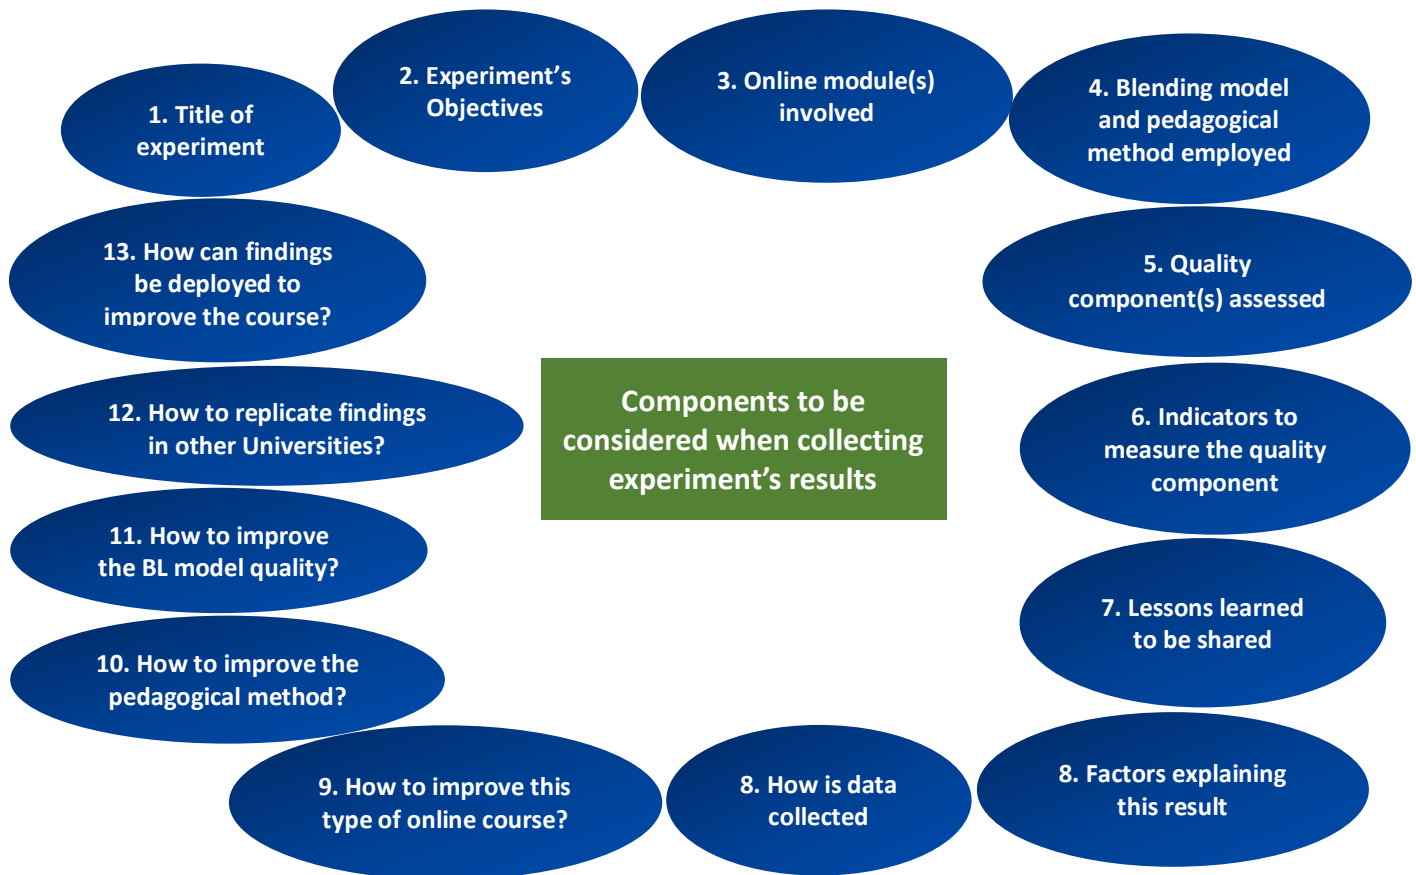 1. Title of
experiment
2. Experiment’s
Objectives
3. Online module(s)
involved
4. Blending model
and pedagogical
method employed
5. Quality
component(s) assessed
6. Indicators to
measure the quality
component
7. Lessons learned
to be shared
8. Factors explaining
this result
8. How is data
collected
9. How to improve this
type of online course?
10. How to improve the
pedagogical method?
11. How to improve
the BL model quality?
12. How to replicate findings
in other Universities?
13. How can findings
be deployed to
improve the course?
Components to be
considered when collecting
experiment’s results